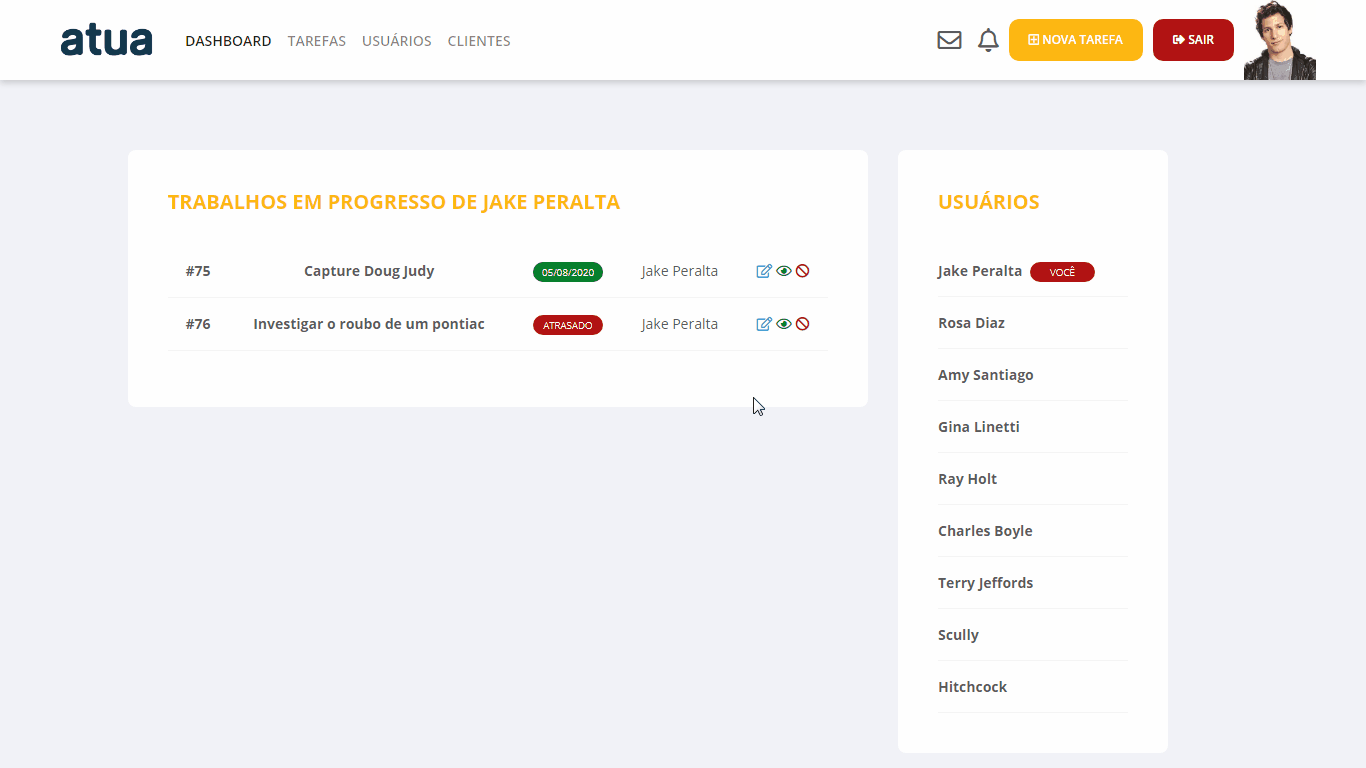 atua DASHBOARD TAREFAS USUÁRIOS CLIENTES NOVA TAREFA SAIR
TRABALHOS EM PROGRESSO DE JAKE PERALTA
#75 Capture Doug Judy 05/08/2020 Jake Peralta
#76 Investigar o roubo de um pontiac ATRASADO Jake Peralta
USUÁRIOS
Jake Peralta VOCÊ
Rosa Diaz
Amy Santiago
Gina Linetti
Ray Holt
Charles Boyle
Terry Jeffords
Scully
Hitchcock